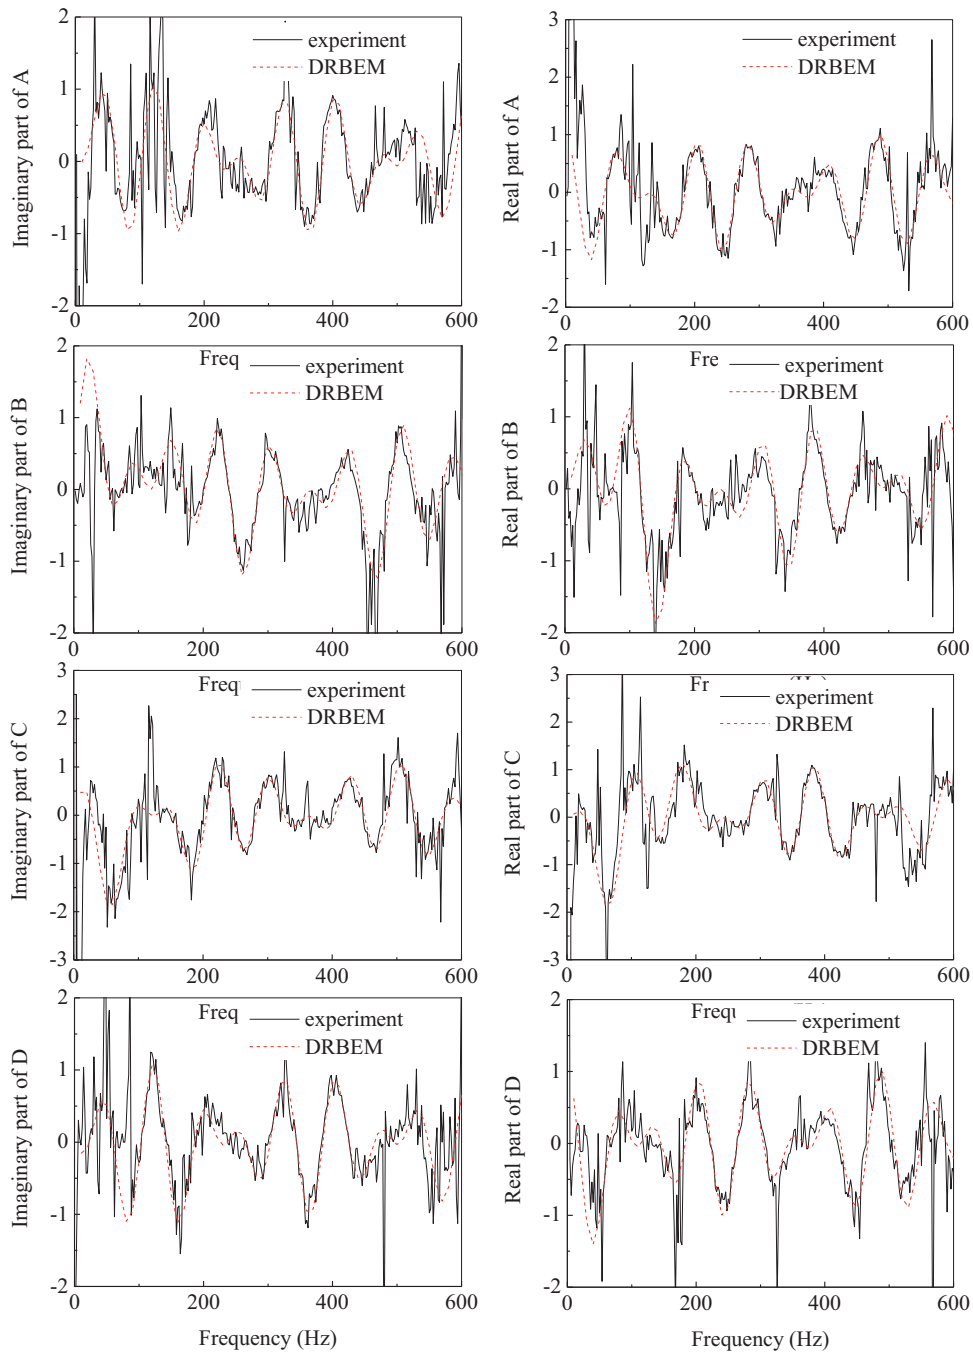 Imaginary part of A
2
1
0
-1
-2
0
200
400
600
experiment
DRBEM
Real part of A
3
2
1
0
-1
-2
0
200
400
600
experiment
DRBEM
Imaginary part of B
2
1
0
-1
-2
0
200
400
600
Freq
experiment
DRBEM
Real part of B
2
1
0
-1
-2
0
200
400
600
Fre
experiment
DRBEM
Imaginary part of C
3
2
1
0
-1
-2
-3
0
200
400
600
Freq
experiment
DRBEM
Real part of C
3
2
1
0
-1
-2
-3
0
200
400
600
experiment
DRBEM
Imaginary part of D
2
1
0
-1
-2
0
200
400
600
Freq
experiment
DRBEM
Frequency (Hz)
Real part of D
2
1
0
-1
-2
0
200
400
600
Frequ
experiment
DRBEM
Frequency (Hz)